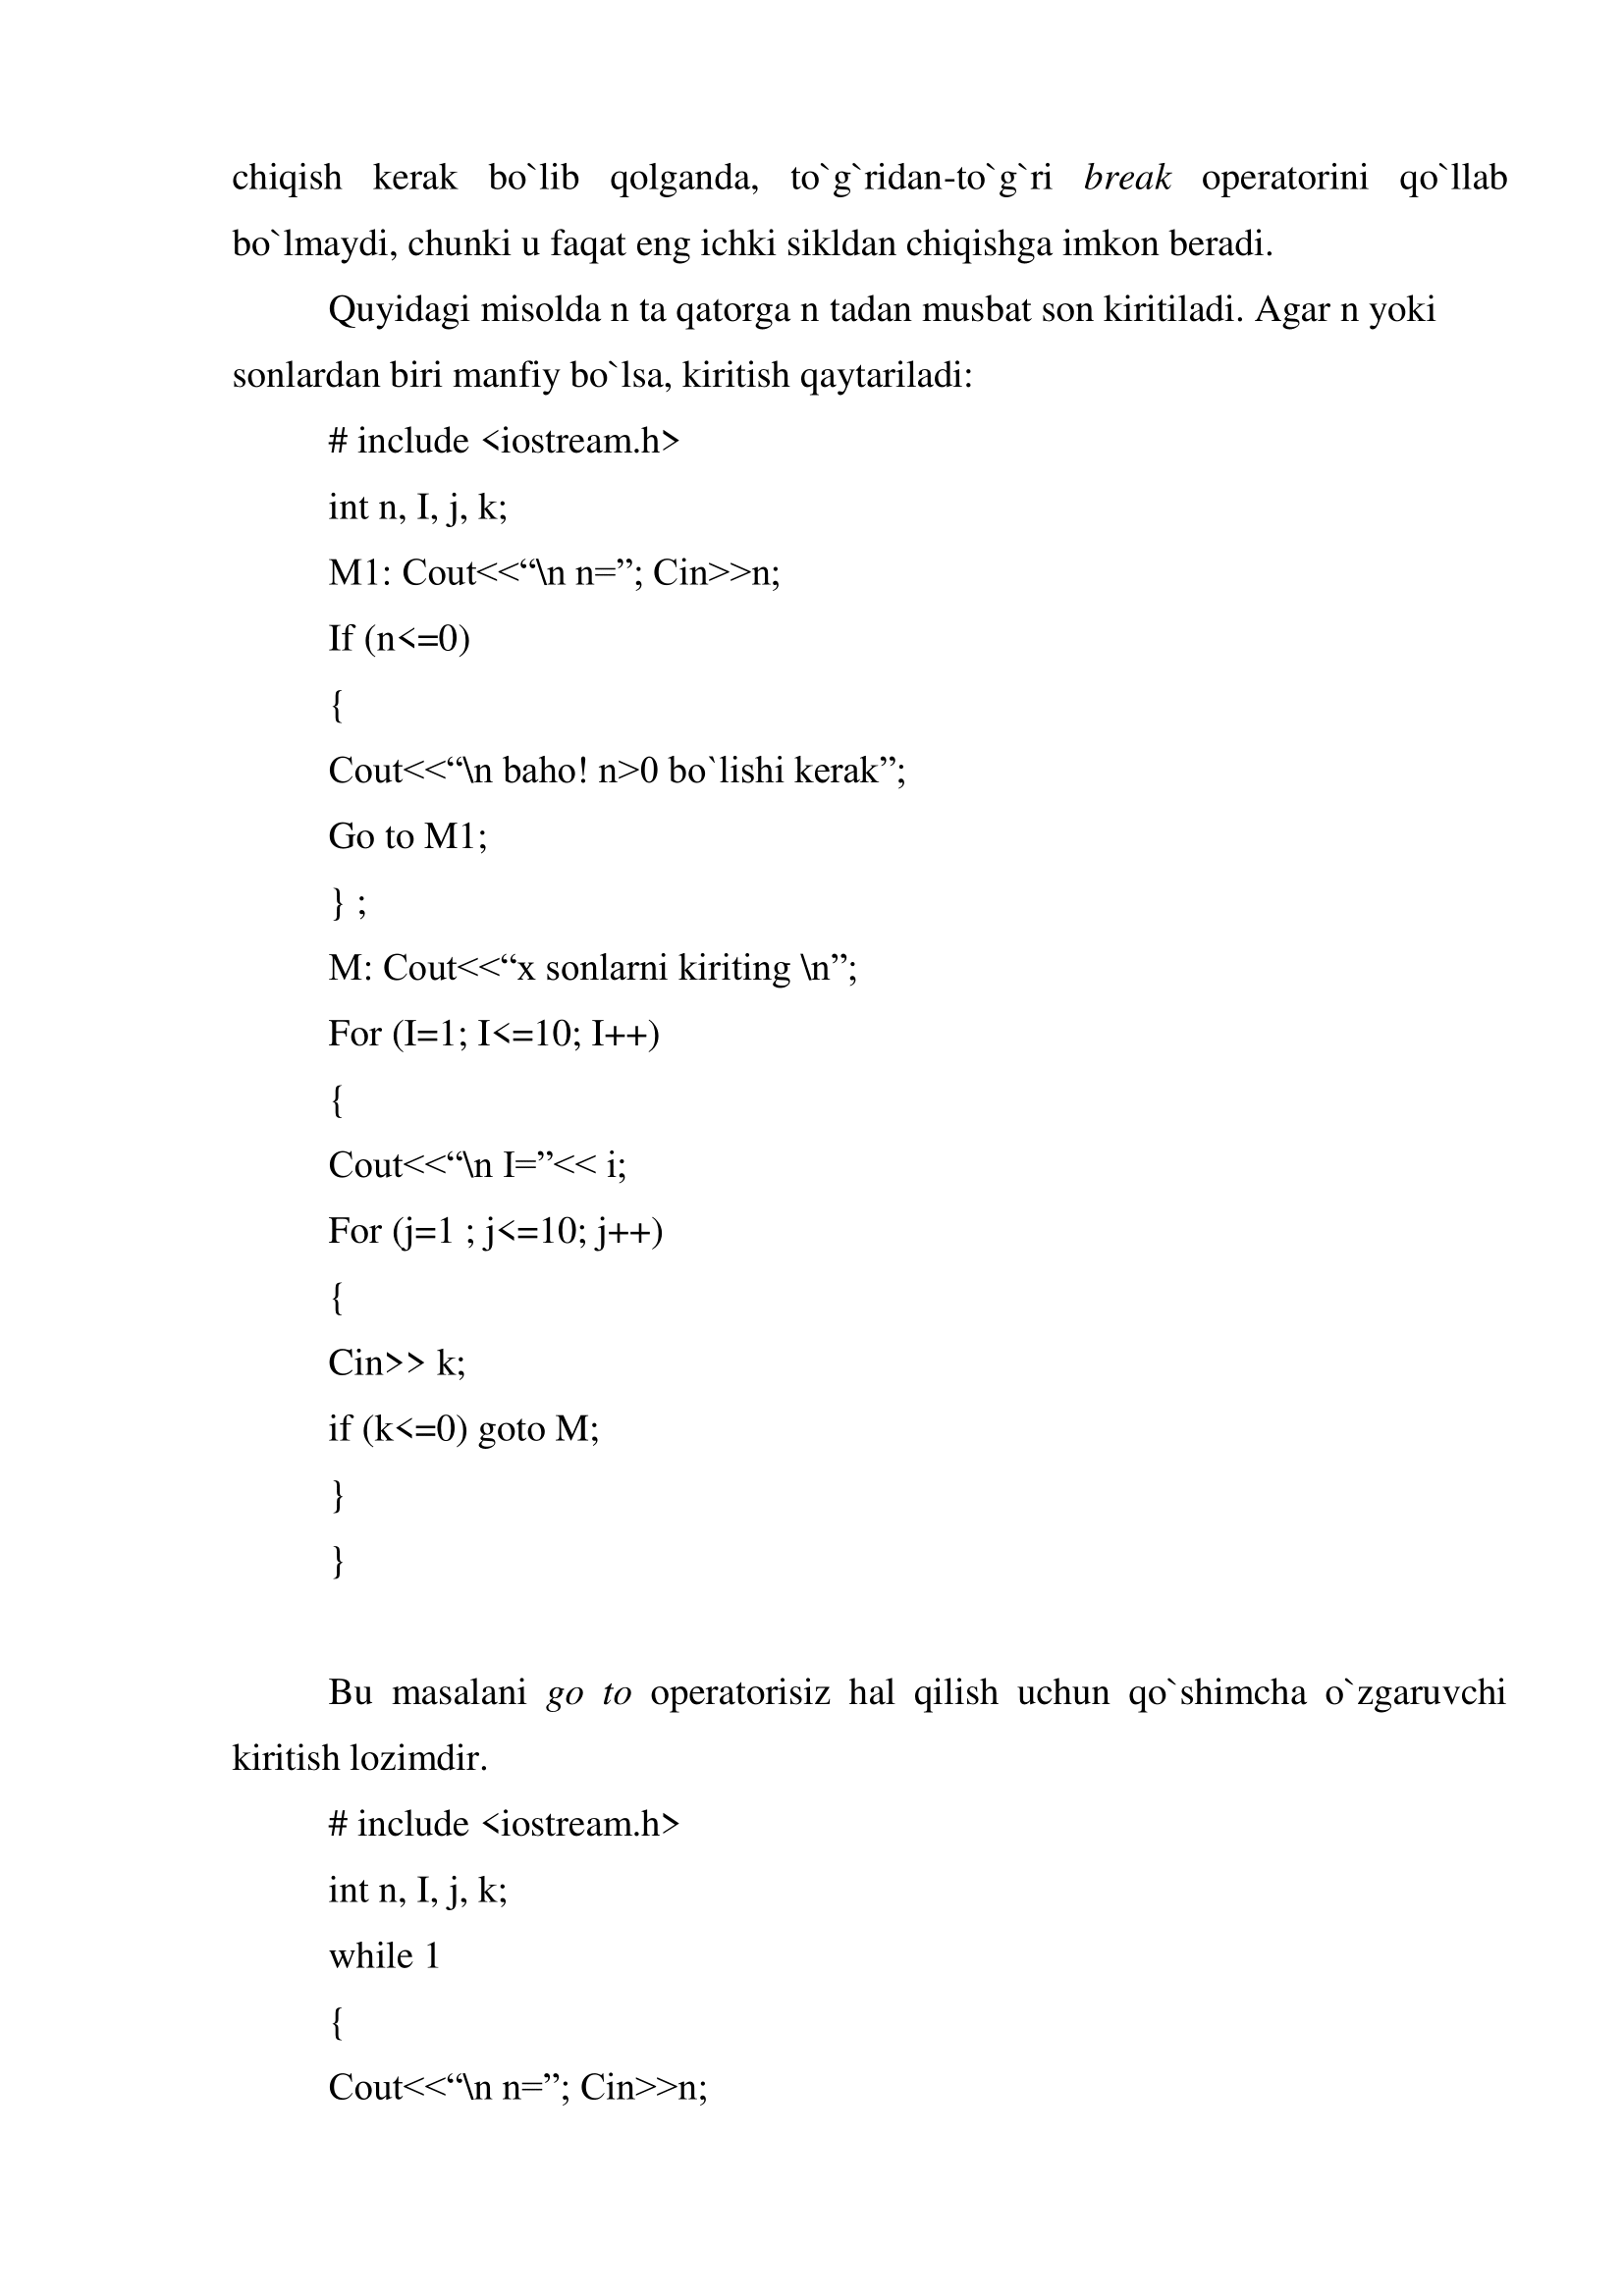 chiqish kerak bo`lib qolganda, to`g`ridan-to`g`ri break operatorini qo`llab
bo`lmaydi, chunki u faqat eng ichki sikldan chiqishga imkon beradi.
Quyidagi misolda n ta qatorga n tadan musbat son kiritiladi. Agar n yoki
sonlardan biri manfiy bo`lsa, kiritish qaytariladi:
# include <iostream.h>
int n, I, j, k;
M1: Cout<<“\n n=”; Cin>>n;
If (n<=0)
{
Cout<<“\n baho! n>0 bo`lishi kerak”;
Go to M1;
} ;
M: Cout<<“x sonlarni kiriting \n”;
For (I=1; I<=10; I++)
{
Cout<<“\n I=”<< i;
For (j=1 ; j<=10; j++)
{
Cin>> k;
if (k<=0) goto M;
}
}
Bu masalani go to operatorisiz hal qilish uchun qo`shimcha o`zgaruvchi
kiritish lozimdir.
# include <iostream.h>
int n, I, j, k;
while 1
{
Cout<<“\n n=”; Cin>>n;